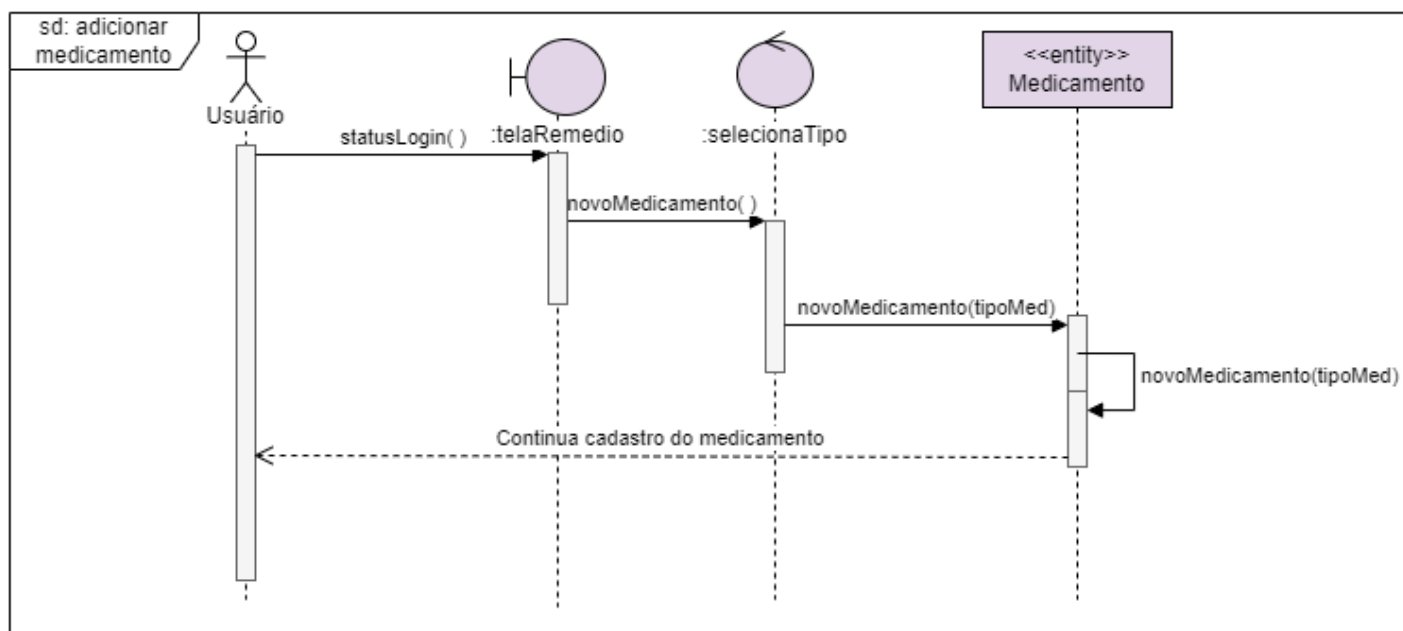 sd: adicionar
medicamento
Usuário
:telaRemedio
:selecionaTipo
<<entity>>
Medicamento
statusLogin( )
novoMedicamento( )
novoMedicamento(tipoMed)
novoMedicamento(tipoMed)
Continua cadastro do medicamento